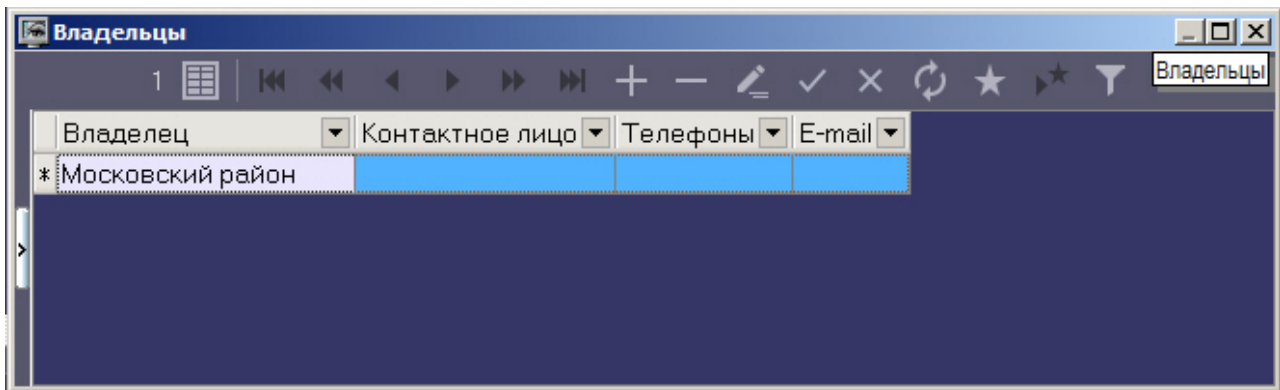 Владельцы
1
Владельцы
Владелец Контактное лицо Телефоны E-mail
* Московский район